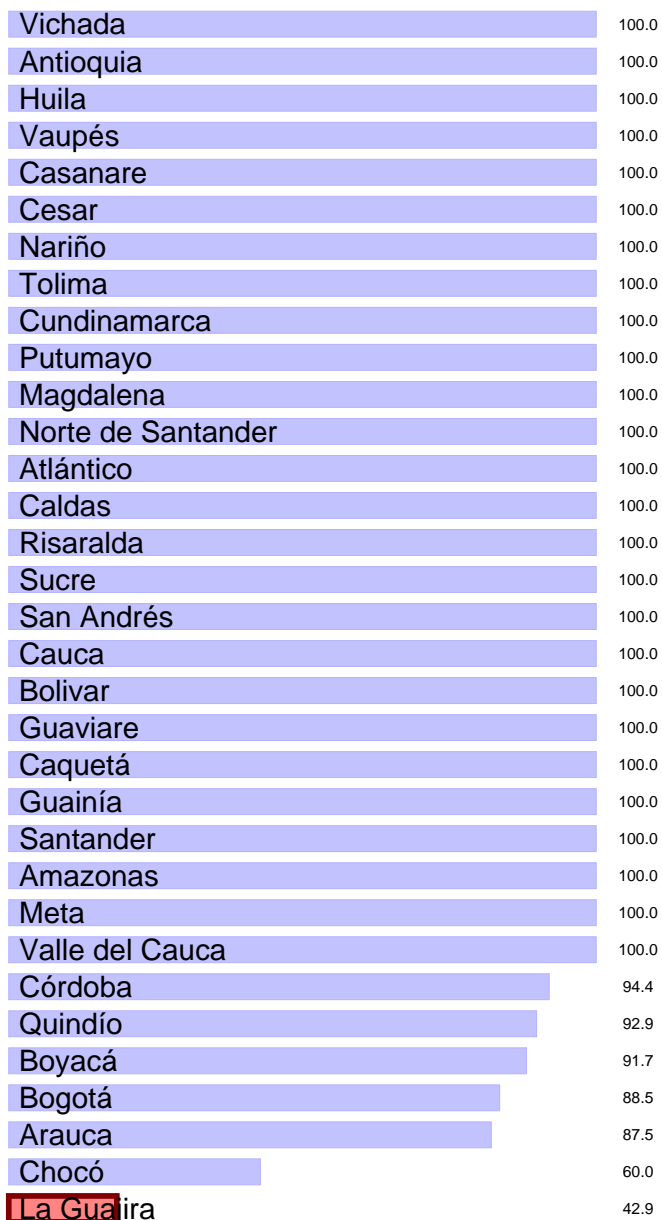 Vichada 100.0
Antioquia 100.0
Huila 100.0
Vaupés 100.0
Casanare 100.0
Cesar 100.0
Nariño 100.0
Tolima 100.0
Cundinamarca 100.0
Putumayo 100.0
Magdalena 100.0
Norte de Santander 100.0
Atlántico 100.0
Caldas 100.0
Risaralda 100.0
Sucre 100.0
San Andrés 100.0
Cauca 100.0
Bolivar 100.0
Guaviare 100.0
Caquetá 100.0
Guainía 100.0
Santander 100.0
Amazonas 100.0
Meta 100.0
Valle del Cauca 100.0
Córdoba 94.4
Quindío 92.9
Boyacá 91.7
Bogotá 88.5
Arauca 87.5
Chocó 60.0
La Guajira 42.9